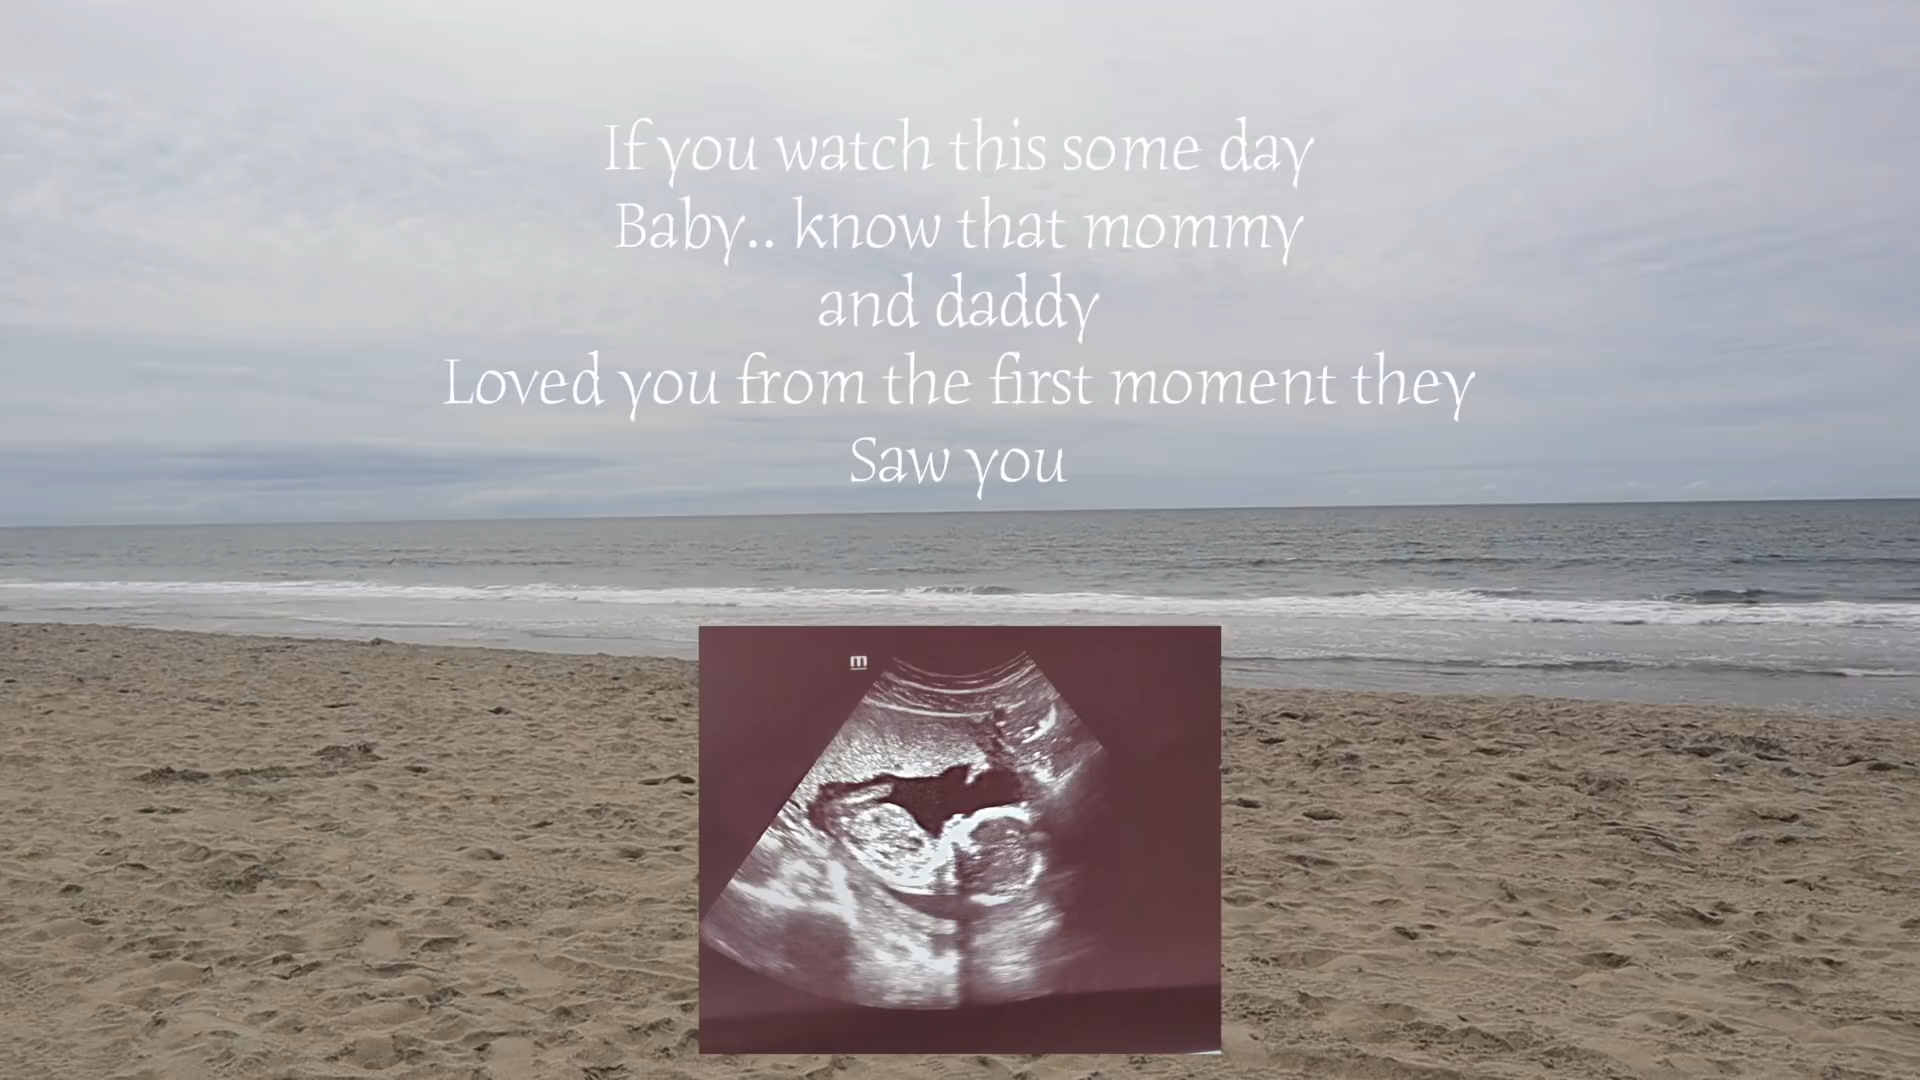 If you watch this some day
Baby.. know that mommy
and daddy
Loved you from the first moment they
Saw you
m